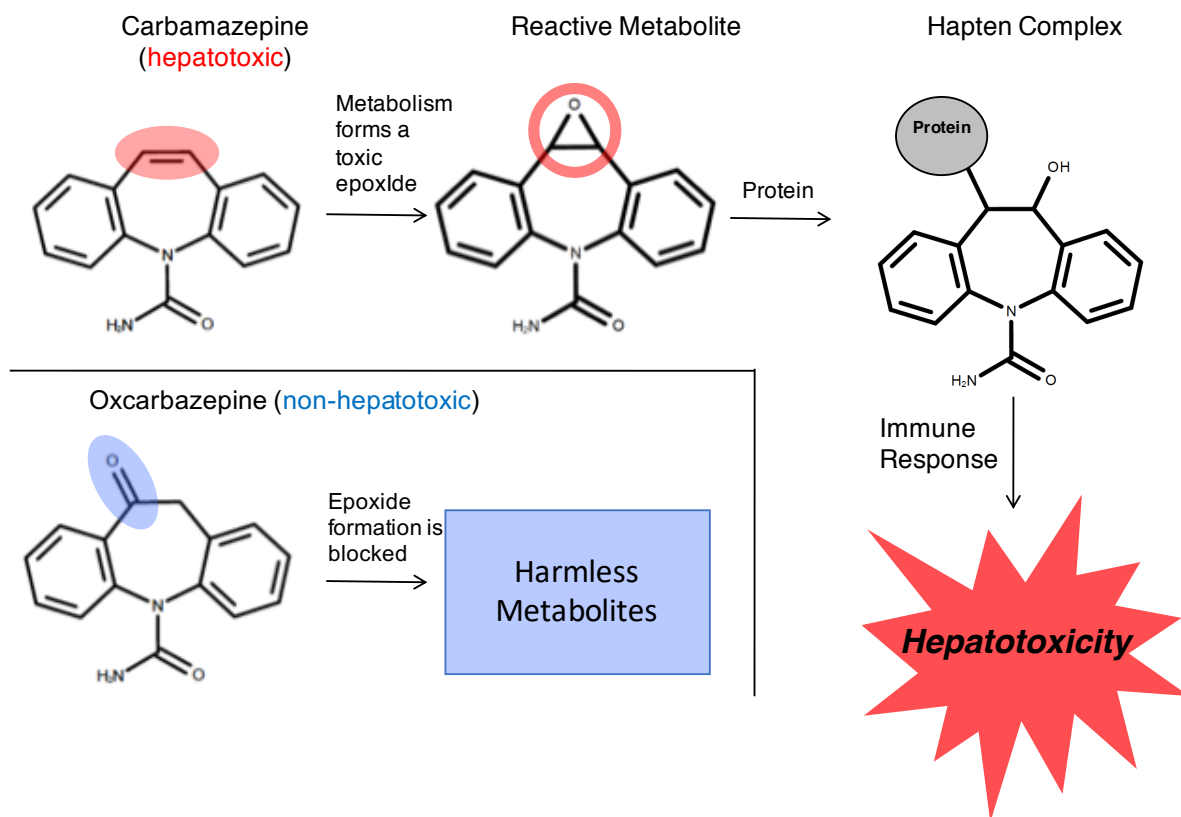 Carbamazepine
(hepatotoxic)
Reactive Metabolite
Hapten Complex
Metabolism
forms a
toxic
epoxIde
O
N
H₂N
O
O
N
H₂N
O
Protein
Protein
OH
N
H₂N
O
Oxcarbazepine (non-hepatotoxic)
O
N
H₂N
O
Epoxide
formation is
blocked
Harmless
Metabolites
Immune
Response
Hepatotoxicity